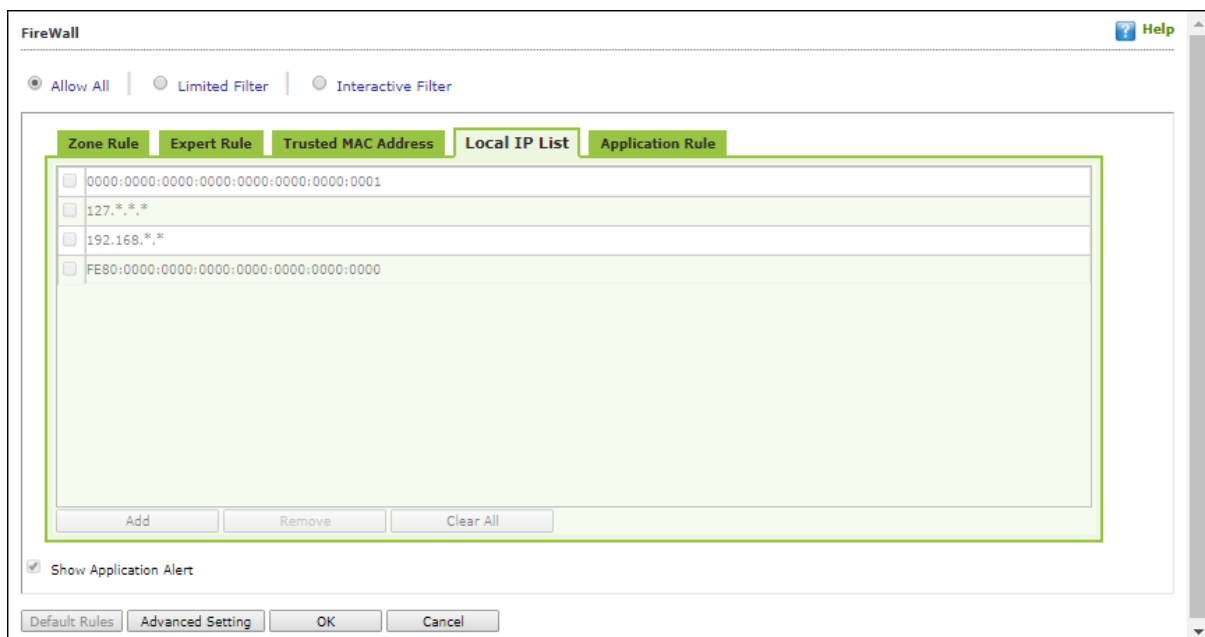 FireWall
? Help
Allow All Limited Filter Interactive Filter
Zone Rule Expert Rule Trusted MAC Address Local IP List Application Rule
0000:0000:0000:0000:0000:0000:0000:0001
127.*.*.*
192.168.*.*
FE80:0000:0000:0000:0000:0000:0000:0000
Add Remove Clear All
Show Application Alert
Default Rules Advanced Setting OK Cancel